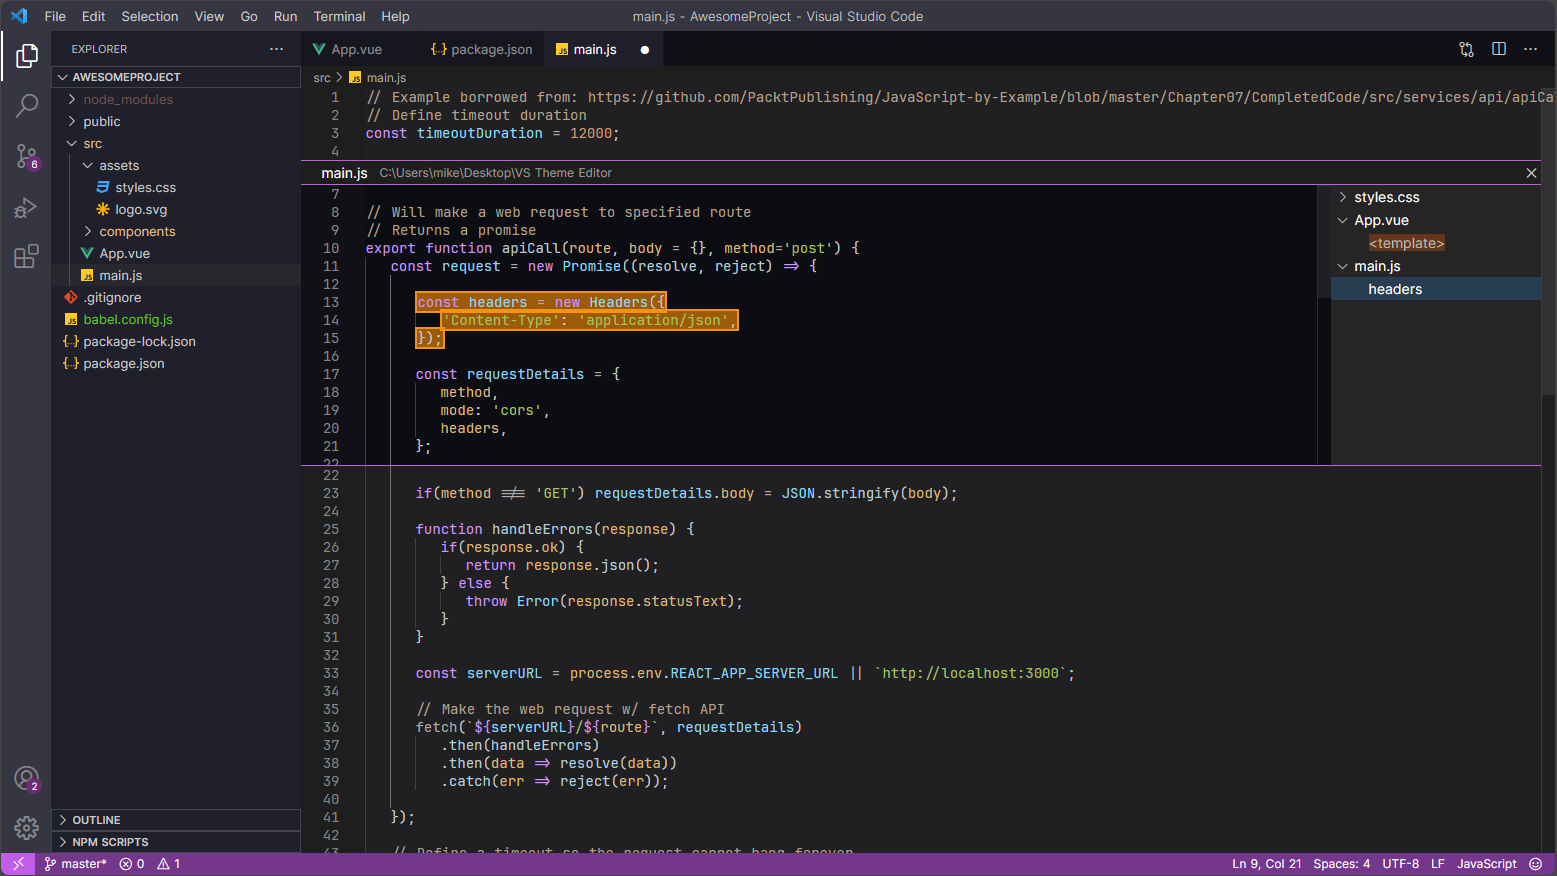 File Edit Selection View Go Run Terminal Help
main.js - AwesomeProject - Visual Studio Code
EXPLORER
AWESOMEPROJECT
node_modules
public
src
assets
styles.css
logo.svg
components
App.vue
main.js
.gitignore
babel.config.js
package-lock.json
package.json
OUTLINE
NPM SCRIPTS
6
2
App.vue
{..} package.json
JS main.js
src > JS main.js
1 // Example borrowed from: https://github.com/PacktPublishing/JavaScript-by-Example/blob/master/Chapter07/CompletedCode/src/services/api/apiCa
2 // Define timeout duration
3 const timeoutDuration = 12000;
4
main.js C:\Users\mike\Desktop\VS Theme Editor
7
8 // Will make a web request to specified route
9 // Returns a promise
10 export function apiCall(route, body = {}, method='post') {
11 const request = new Promise((resolve, reject) => {
12
13 const headers = new Headers({
14 'Content-Type': 'application/json',
15 });
16
17 const requestDetails = {
18 method,
19 mode: 'cors',
20 headers,
21 };
22
styles.css
App.vue
<template>
main.js
headers
22
23 if(method !== 'GET') requestDetails.body = JSON.stringify(body);
24
25 function handleErrors(response) {
26 if(response.ok) {
27 return response.json();
28 } else {
29 throw Error(response.statusText);
30 }
31 }
32
33 const serverURL = process.env.REACT_APP_SERVER_URL || `http://localhost:3000`;
34
35 // Make the web request w/ fetch API
36 fetch(`${serverURL}/${route}`, requestDetails)
37 .then(handleErrors)
38 .then(data => resolve(data))
39 .catch(err => reject(err));
40
41 });
42
43 // Define a timeout so the request cannot hang forever
master* 0 1
Ln 9, Col 21 Spaces: 4 UTF-8 LF JavaScript